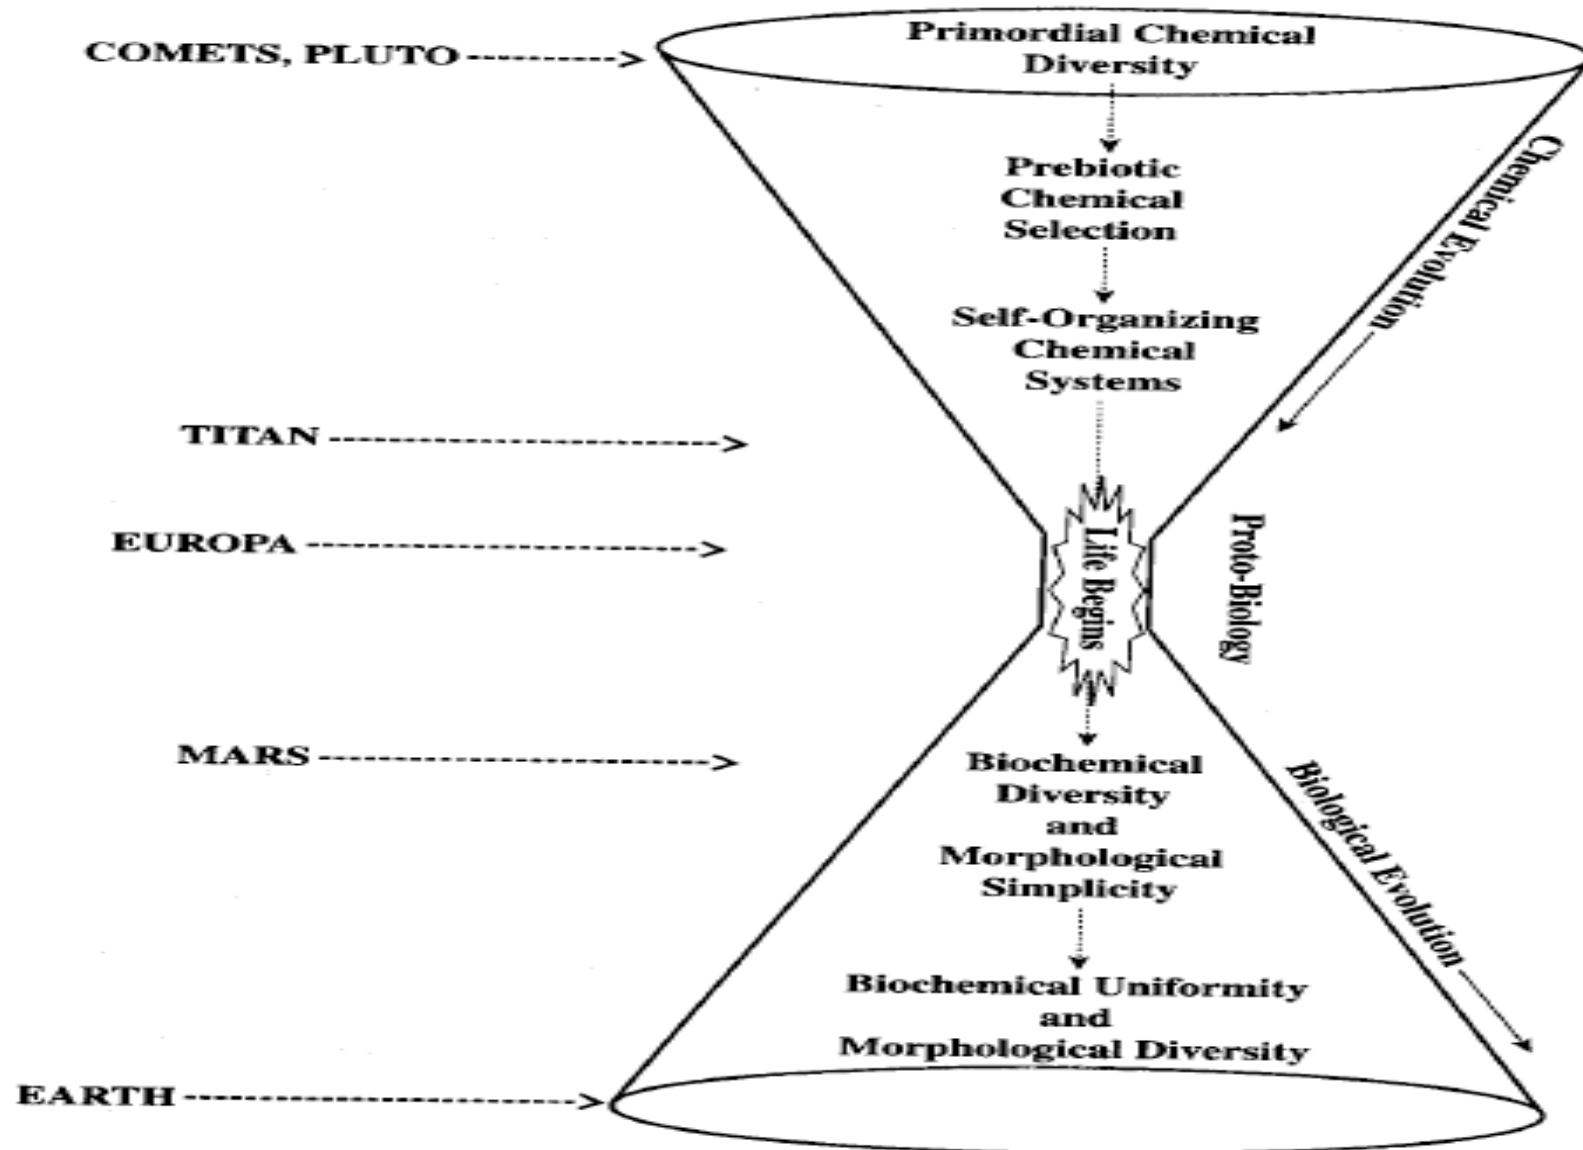 COMETS, PLUTO
Primordial Chemical
Diversity
Prebiotic
Chemical
Selection
Chemical Evolution
Self-Organizing
Chemical
Systems
TITAN
EUROPA
Life Begins
Proto-Biology
MARS
Biochemical
Diversity
and
Morphological
Simplicity
Biological Evolution
Biochemical Uniformity
and
Morphological Diversity
EARTH